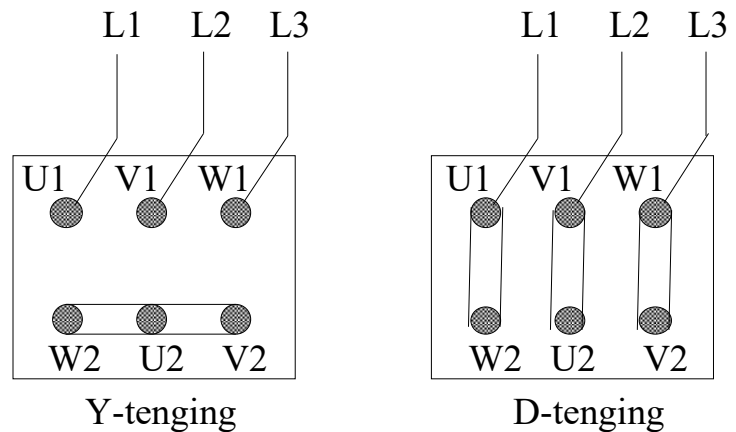 L1 L2 L3
U1 V1 W1
W2 U2 V2
Y-tenging
L1 L2 L3
U1 V1 W1
W2 U2 V2
D-tenging